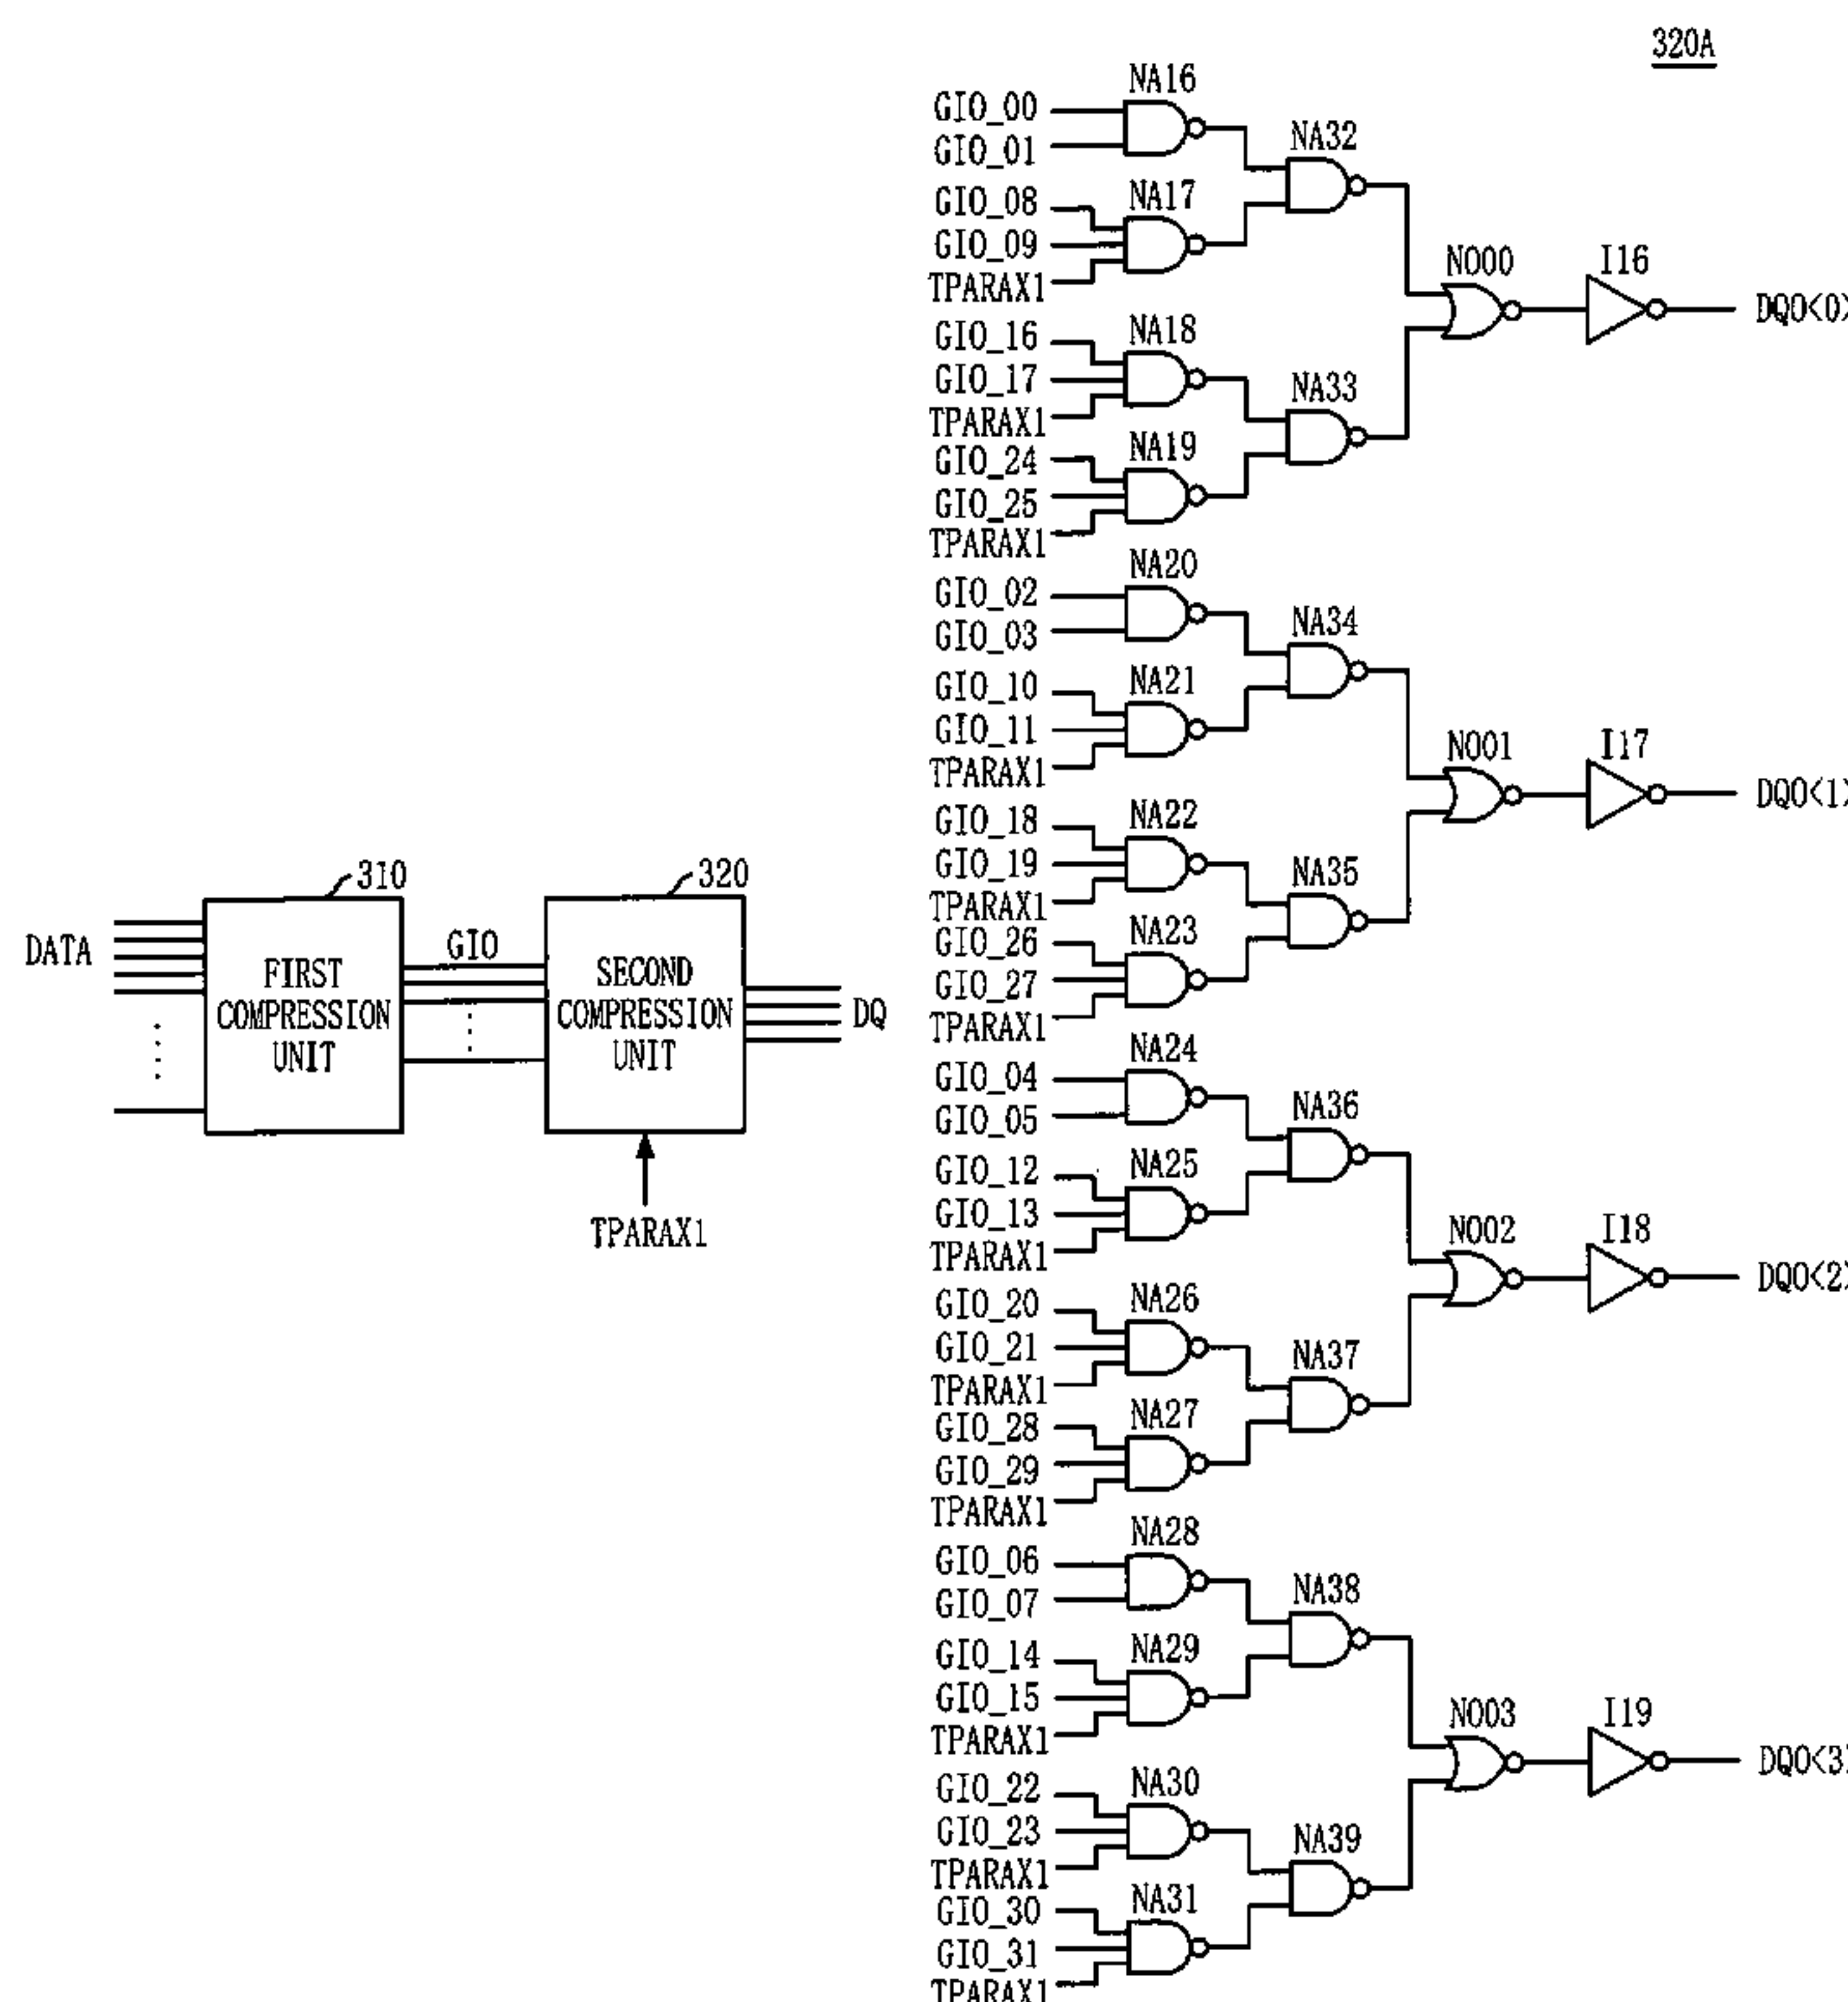 310
320
DATA
GIO
FIRST
COMPRESSION
UNIT
SECOND
COMPRESSION
UNIT
DQ
TPARAX1
320A
GIO_00
GIO_01
NA16
GIO_08
GIO_09
TPARAX1
NA17
NA32
GIO_16
GIO_17
TPARAX1
NA18
GIO_24
GIO_25
TPARAX1
NA19
NA33
NO00
I16
DQ0<0>
GIO_02
GIO_03
NA20
GIO_10
GIO_11
TPARAX1
NA21
NA34
GIO_18
GIO_19
TPARAX1
NA22
GIO_26
GIO_27
TPARAX1
NA23
NA35
NO01
I17
DQ0<1>
GIO_04
GIO_05
NA24
GIO_12
GIO_13
TPARAX1
NA25
NA36
GIO_20
GIO_21
TPARAX1
NA26
GIO_28
GIO_29
TPARAX1
NA27
NA37
NO02
I18
DQ0<2>
GIO_06
GIO_07
NA28
GIO_14
GIO_15
TPARAX1
NA29
NA38
GIO_22
GIO_23
TPARAX1
NA30
GIO_30
GIO_31
TPARAX1
NA31
NA39
NO03
I19
DQ0<3>